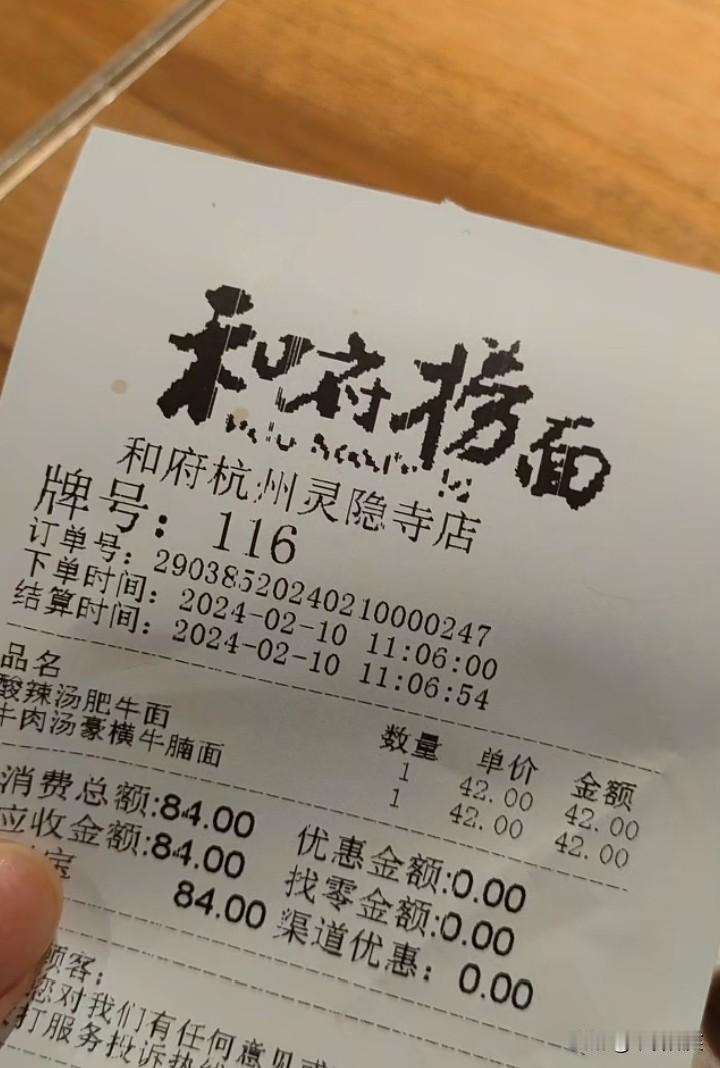 和府捞面
和府杭州灵隐寺店
牌号：116
订单号：29038520240210000247
下单时间：2024-02-10 11:06:00
结算时间：2024-02-10 11:06:54
品名 数量 单价 金额
酸辣汤肥牛面 1 42.00 42.00
牛肉汤豪横牛腩面 1 42.00 42.00
消费总额:84.00 优惠金额:0.00
应收金额:84.00 找零金额:0.00
宝 84.00 渠道优惠：0.00
顾客：
您对我们有任何意见或
打服务投诉热线